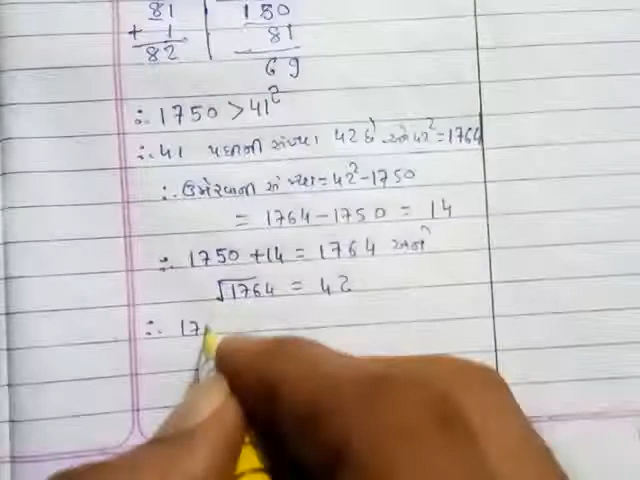 81 | 150
+ 1 | 81
82 | 69
∴ 1750 > 41²
∴ 41 પછીની સંખ્યા 42 છે અને 42² = 1764
∴ ઉમેરવાની સંખ્યા = 42² - 1750
= 1764 - 1750 = 14
∴ 1750 + 14 = 1764 અને
√1764 = 42
∴ 17